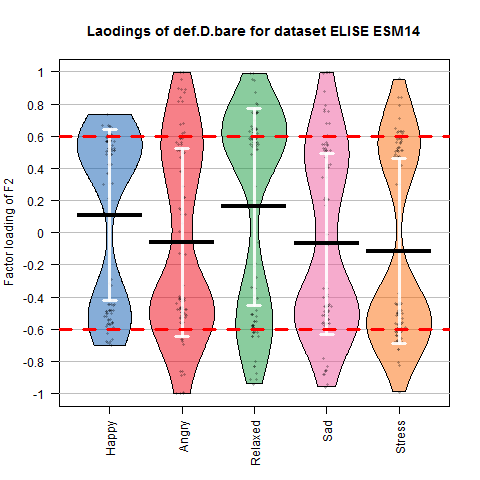 Laodings of def.D.bare for dataset ELISE ESM14
Factor loading of F2
1
0.8
0.6
0.4
0.2
0
-0.2
-0.4
-0.6
-0.8
-1
Happy
Angry
Relaxed
Sad
Stress